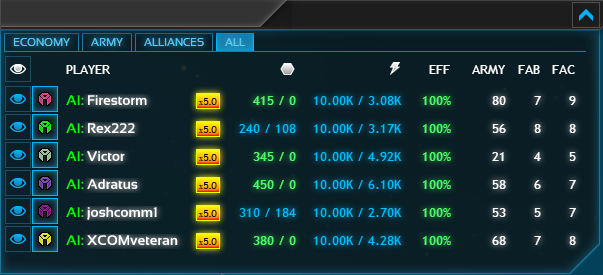 ECONOMY ARMY ALLIANCES ALL
PLAYER EFF ARMY FAB FAC
AI: Firestorm x5.0 415 / 0 10.00K / 3.08K 100% 80 7 9
AI: Rex222 x5.0 240 / 108 10.00K / 3.17K 100% 56 8 8
AI: Victor x5.0 345 / 0 10.00K / 4.92K 100% 21 4 5
AI: Adratus x5.0 450 / 0 10.00K / 6.10K 100% 58 6 7
AI: joshcomm1 x5.0 310 / 184 10.00K / 2.70K 100% 53 5 7
AI: XCOMveteran x5.0 380 / 0 10.00K / 4.28K 100% 68 7 8